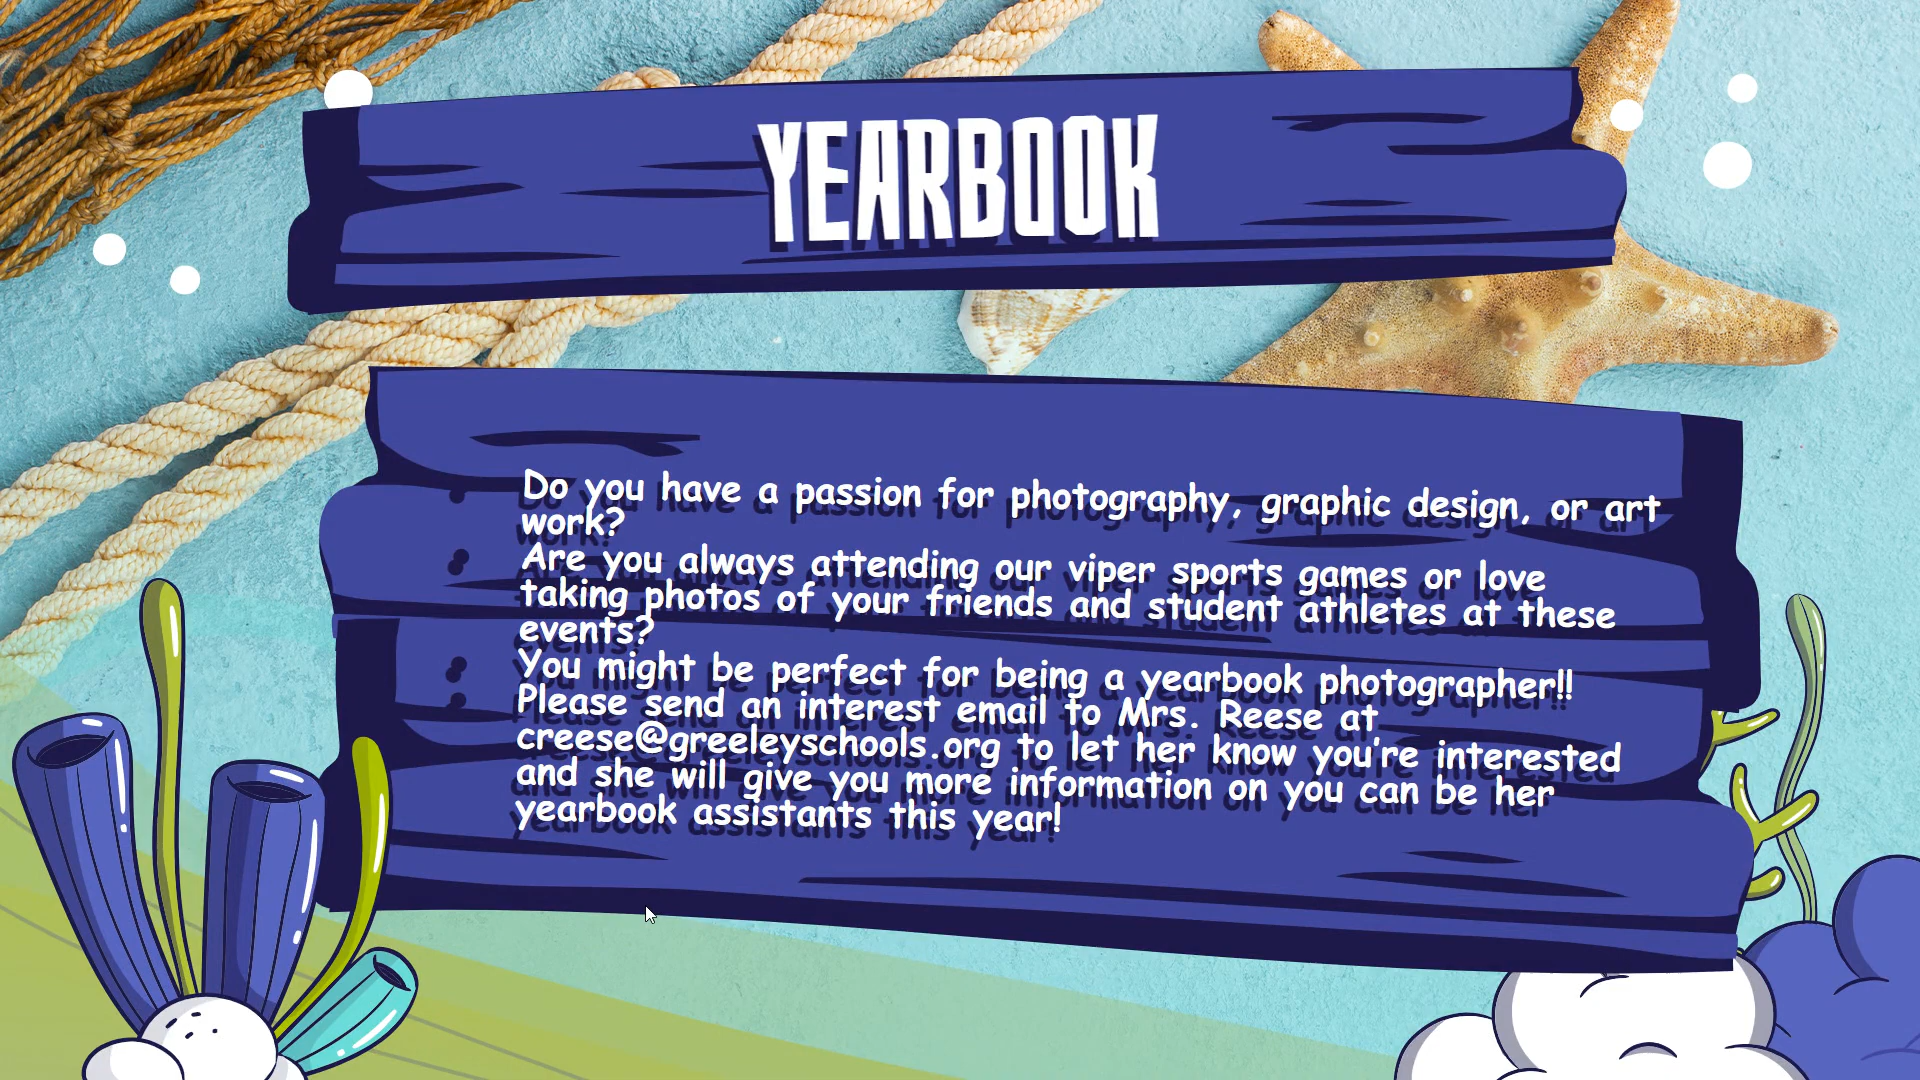 YEARBOOK
Do you have a passion for photography, graphic design, or art
work?
Are you always attending our viper sports games or love
taking photos of your friends and student athletes at these
events?
You might be perfect for being a yearbook photographer!!
Please send an interest email to Mrs. Reese at
creese@greeleyschools.org to let her know you're interested
and she will give you more information on you can be her
yearbook assistants this year!